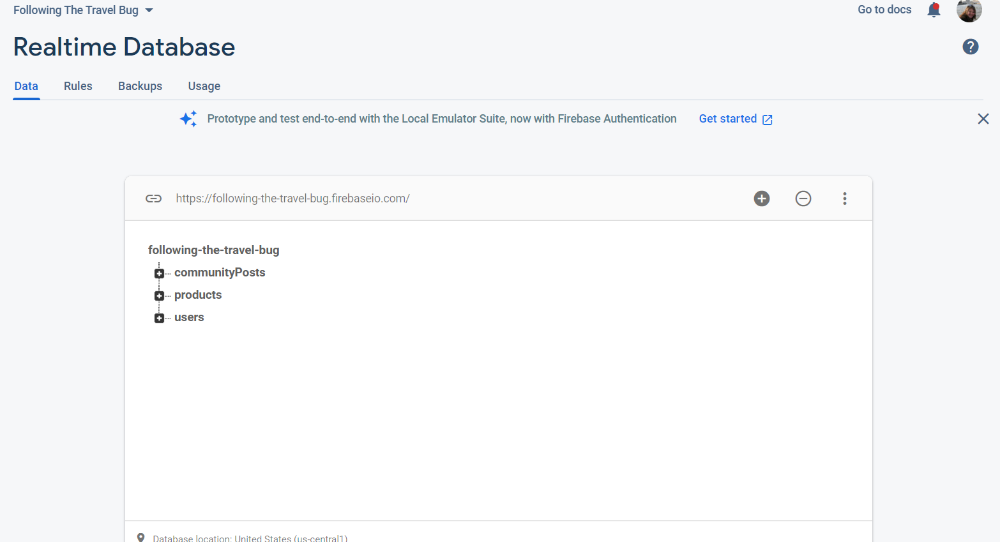 Following The Travel Bug
Go to docs
Realtime Database
Data Rules Backups Usage
Prototype and test end-to-end with the Local Emulator Suite, now with Firebase Authentication Get started
https://following-the-travel-bug.firebaseio.com/
following-the-travel-bug
communityPosts
products
users
Database location: United States (us-central1)